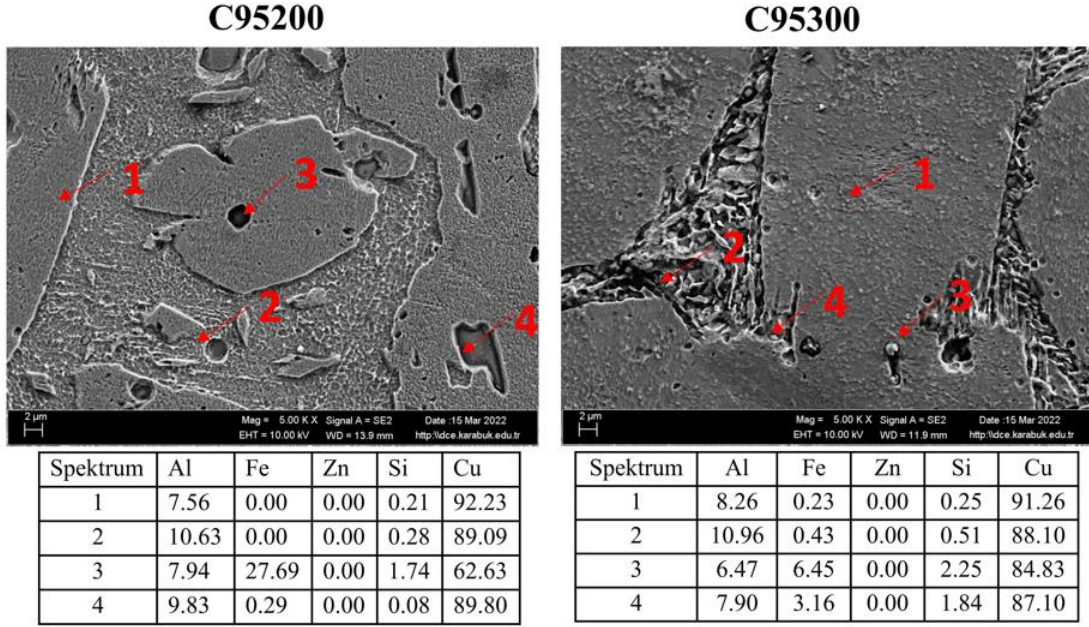 C95200
C95300
1
2
3
4
1
2
3
4
2 µm
Mag = 5.00 K X Signal A = SE2 Date :15 Mar 2022
EHT = 10.00 kV WD = 13.9 mm http\\dce.karabuk.edu.tr
2 µm
Mag = 5.00 K X Signal A = SE2 Date :15 Mar 2022
EHT = 10.00 kV WD = 11.9 mm http\\dce.karabuk.edu.tr
Spektrum Al Fe Zn Si Cu
1 7.56 0.00 0.00 0.21 92.23
2 10.63 0.00 0.00 0.28 89.09
3 7.94 27.69 0.00 1.74 62.63
4 9.83 0.29 0.00 0.08 89.80
Spektrum Al Fe Zn Si Cu
1 8.26 0.23 0.00 0.25 91.26
2 10.96 0.43 0.00 0.51 88.10
3 6.47 6.45 0.00 2.25 84.83
4 7.90 3.16 0.00 1.84 87.10